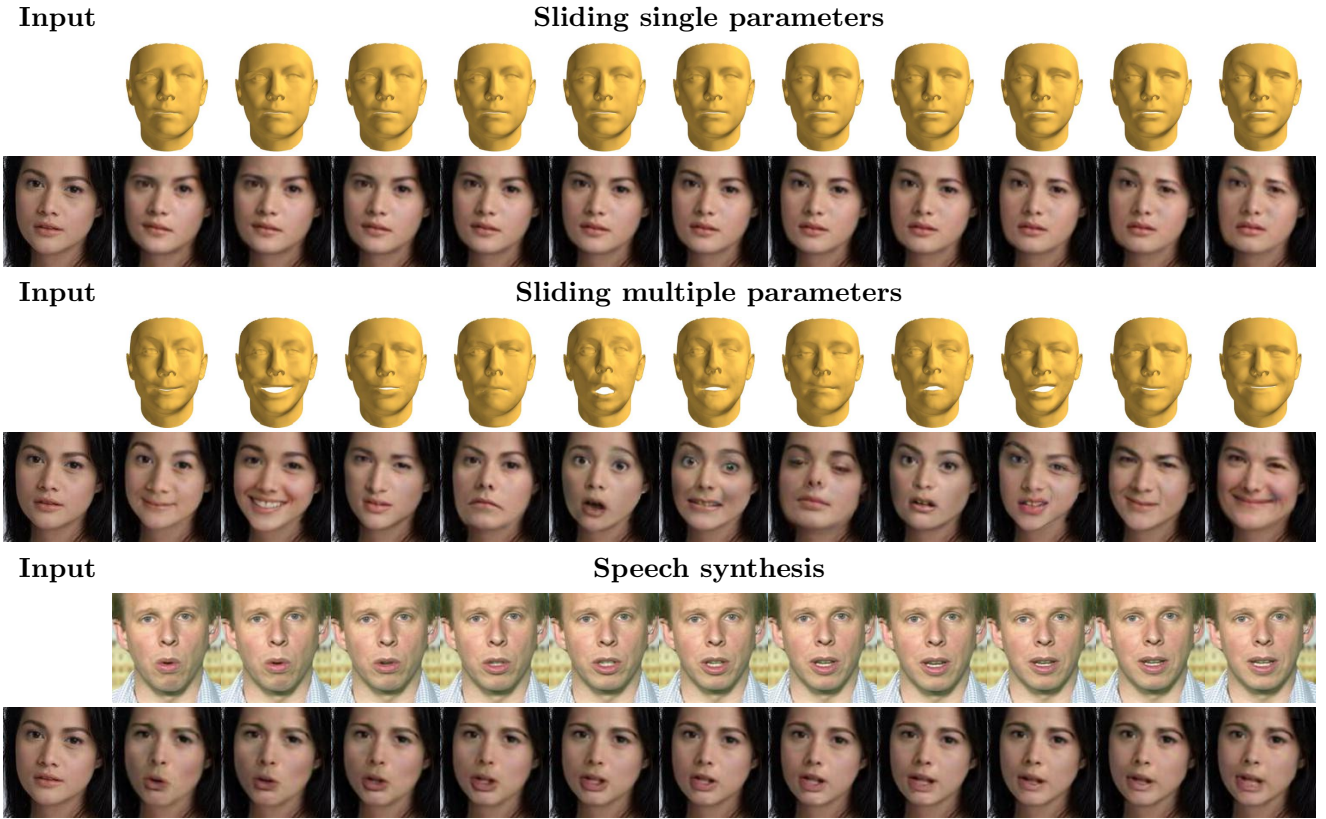 Input
Sliding single parameters
Input
Sliding multiple parameters
Input
Speech synthesis